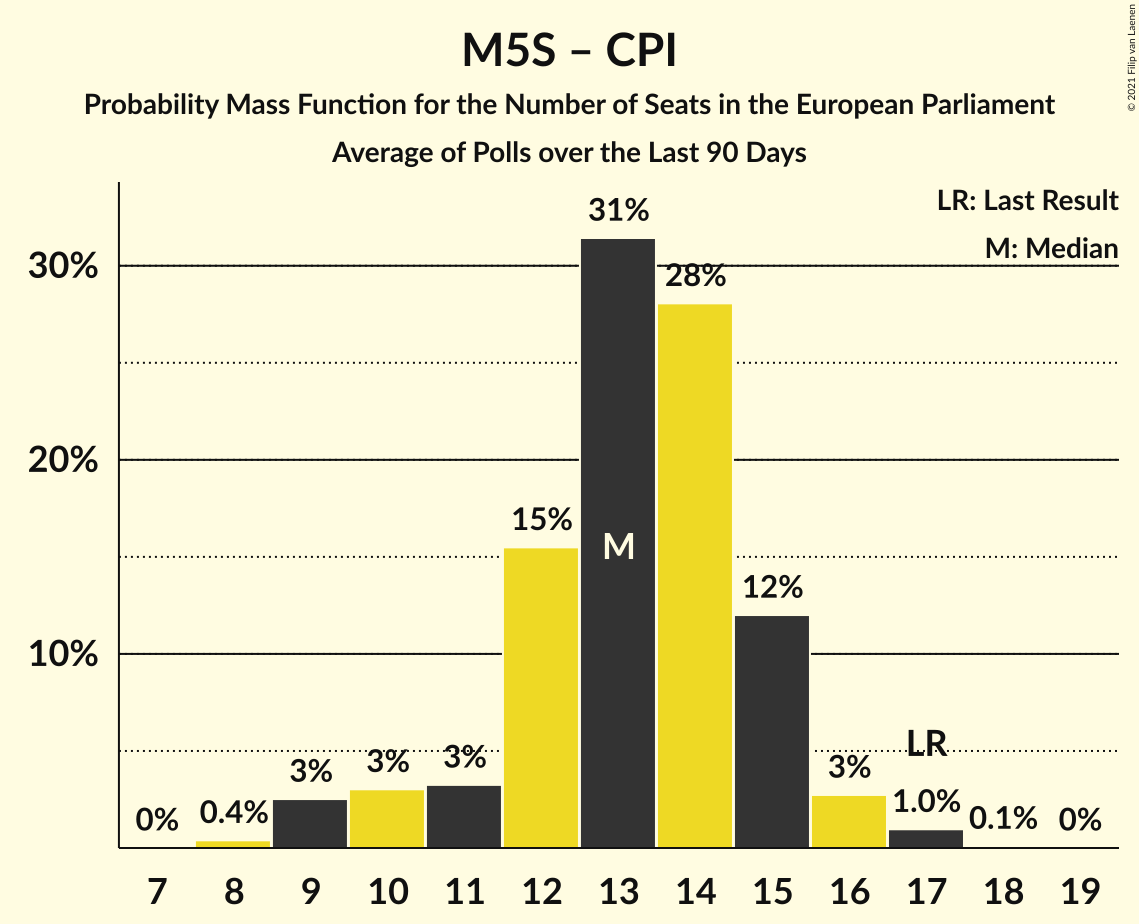 M5S – CPI
Probability Mass Function for the Number of Seats in the European Parliament
Average of Polls over the Last 90 Days
© 2021 Filip van Laenen
LR: Last Result
M: Median
30%
20%
10%
0%
0.4%
3%
3%
3%
15%
31%
M
28%
12%
3%
LR
1.0%
0.1%
0%
7 8 9 10 11 12 13 14 15 16 17 18 19